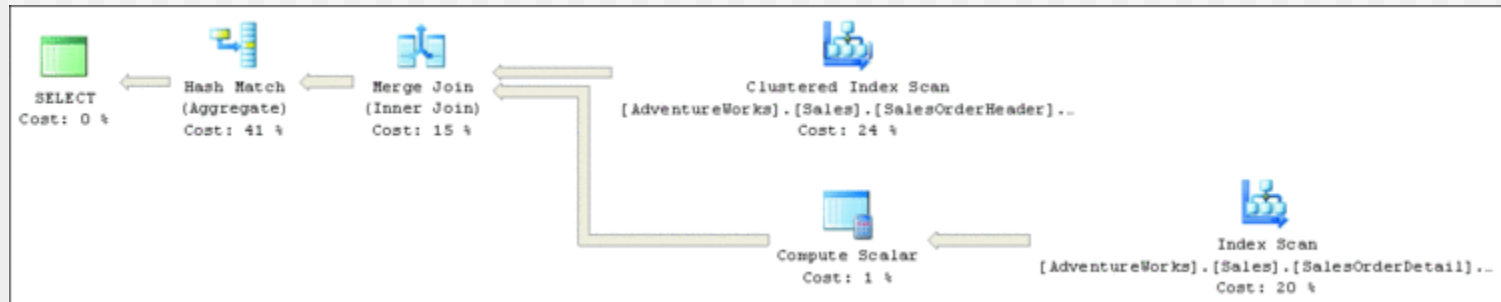 SELECT
Cost: 0 %
Hash Match
(Aggregate)
Cost: 41 %
Merge Join
(Inner Join)
Cost: 15 %
Clustered Index Scan
[AdventureWorks].[Sales].[SalesOrderHeader]...
Cost: 24 %
Compute Scalar
Cost: 1 %
Index Scan
[AdventureWorks].[Sales].[SalesOrderDetail]...
Cost: 20 %